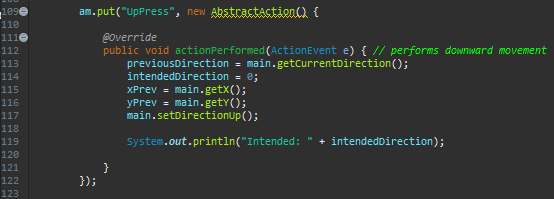 109 am.put("UpPress", new AbstractAction() {
110
111 @Override
112 public void actionPerformed(ActionEvent e) { // performs downward movement
113 previousDirection = main.getCurrentDirection();
114 intendedDirection = 0;
115 xPrev = main.getX();
116 yPrev = main.getY();
117 main.setDirectionUp();
118
119 System.out.println("Intended: " + intendedDirection);
120
121 }
122 });
123